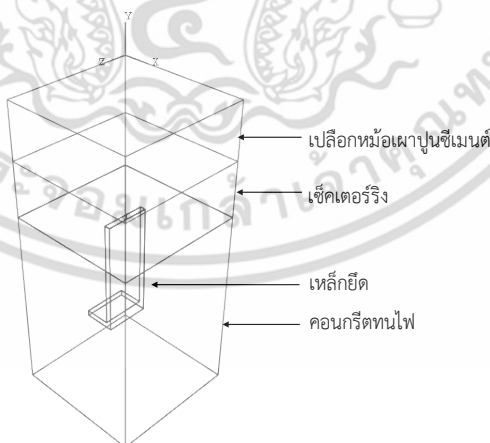 Y
Z
X
เปลือกหม้อเผาปูนซีเมนต์
เซ็คเตอร์ริง
เหล็กยึด
คอนกรีตทนไฟ